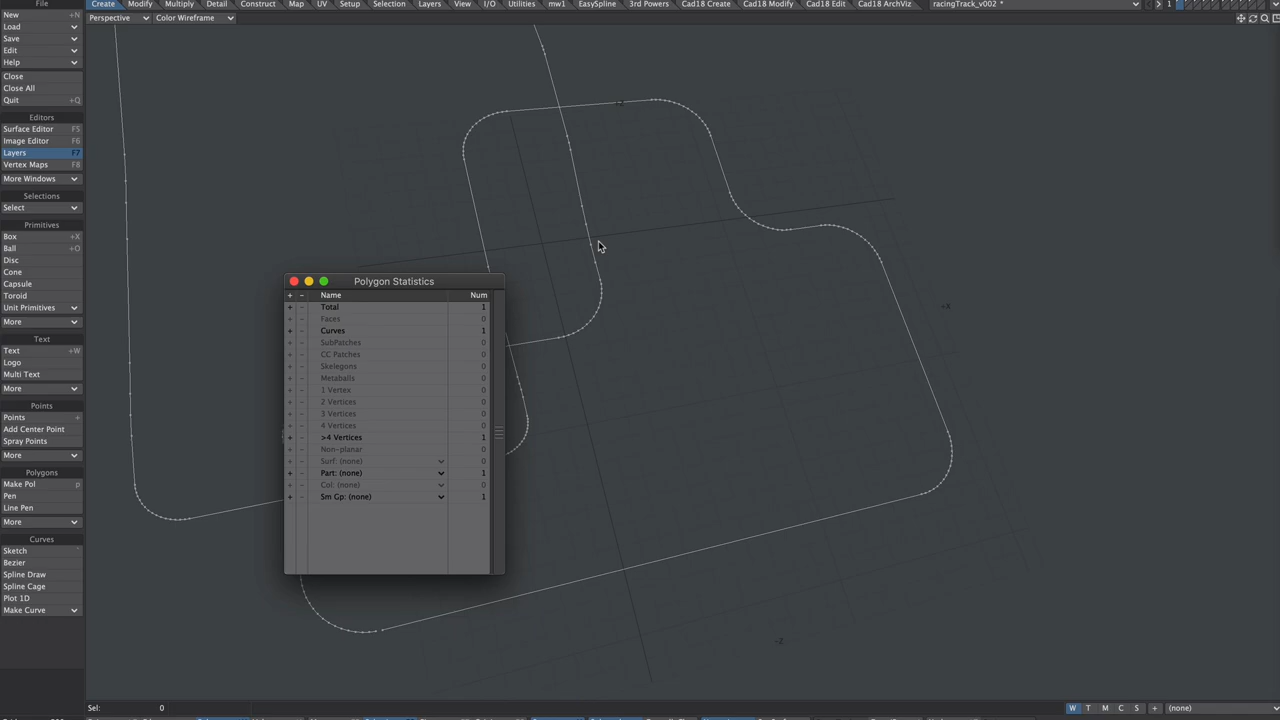 File Create Modify Multiply Detail Construct Map UV Setup Selection Layers View I/O Utilities mw1 EasySpline 3rd Powers Cad18 Create Cad18 Modify Cad18 Edit Cad18 ArchViz racingTrack_v002 * 1
New +N Perspective Color Wireframe
Load
Save
Edit
Help
Close
Close All
Quit +Q
Editors
Surface Editor F5
Image Editor F6
Layers F7
Vertex Maps F8
More Windows
Selections
Select
Primitives
Box +X
Ball +O
Disc
Cone
Capsule
Toroid
Unit Primitives
More
Text
Text +W
Logo
Multi Text
More
Points
Points +
Add Center Point
Spray Points
More
Polygons
Make Pol p
Pen
Line Pen
More
Curves
Sketch `
Bezier
Spline Draw
Spline Cage
Plot 1D
Make Curve
+X
-Z
Polygon Statistics
+ - Name Num
+ - Total 1
+ - Faces 0
+ - Curves 1
+ - SubPatches 0
+ - CC Patches 0
+ - Skelegons 0
+ - Metaballs 0
+ - 1 Vertex 0
+ - 2 Vertices 0
+ - 3 Vertices 0
+ - 4 Vertices 0
+ - >4 Vertices 1
+ - Non-planar 0
+ - Surf: (none) 0
+ - Part: (none) 1
+ - Col: (none) 0
+ - Sm Gp: (none) 1
Sel: 0 W T M C S + (none)